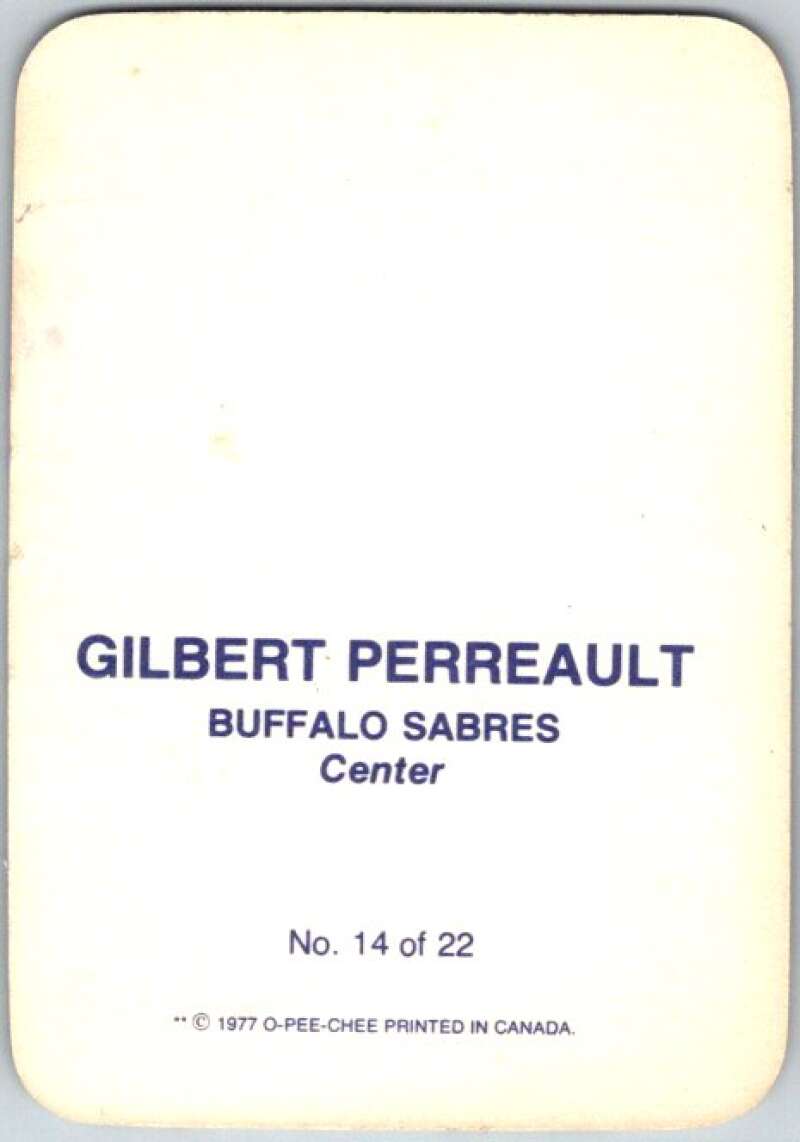 GILBERT PERREAULT
BUFFALO SABRES
Center
No. 14 of 22
** © 1977 O-PEE-CHEE PRINTED IN CANADA.